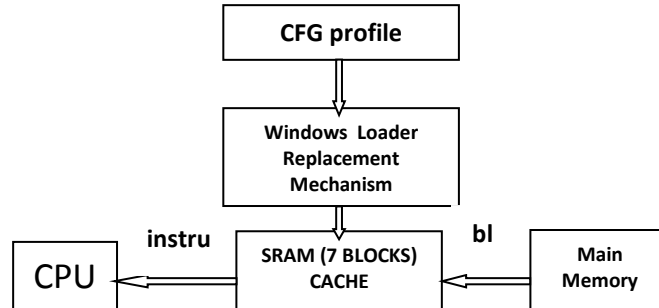 CFG profile
Windows Loader
Replacement
Mechanism
instru
bl
CPU
SRAM (7 BLOCKS)
CACHE
Main
Memory